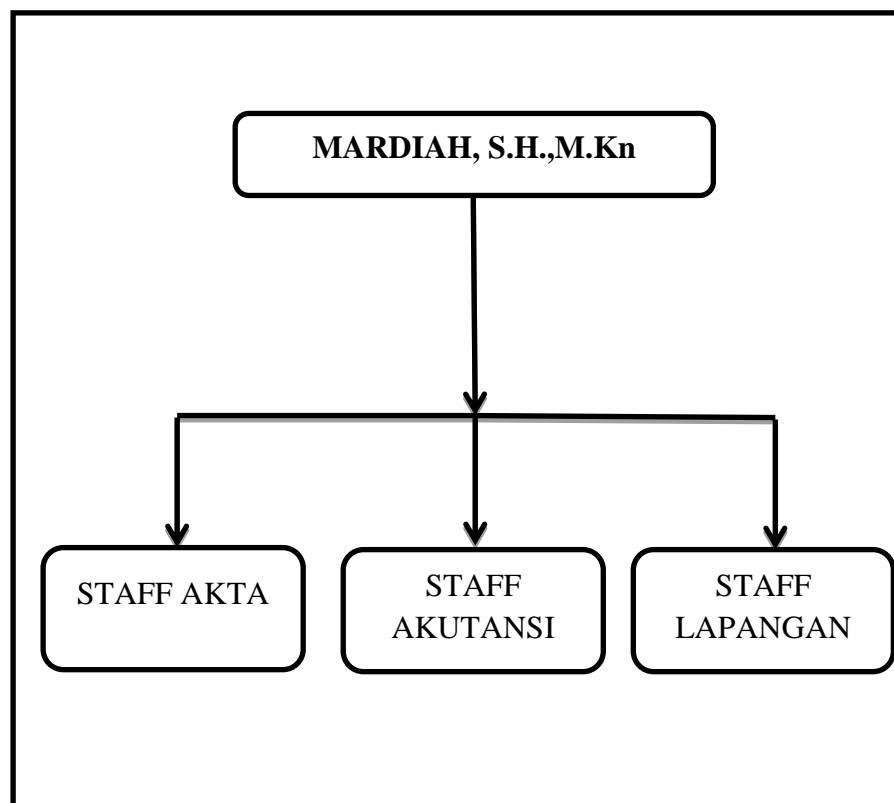 MARDIAH, S.H.,M.Kn
STAFF AKTA
STAFF
AKUTANSI
STAFF
LAPANGAN